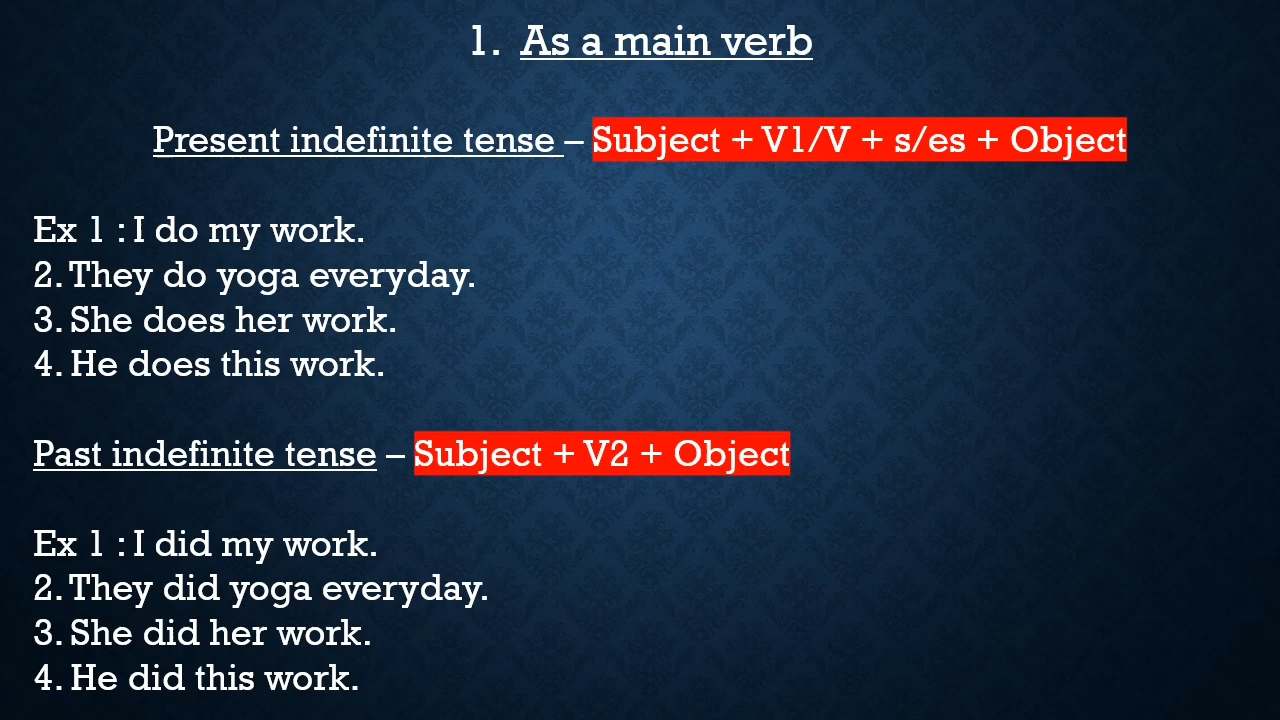 1. As a main verb
Present indefinite tense – Subject + V1/V + s/es + Object
Ex 1 : I do my work.
2. They do yoga everyday.
3. She does her work.
4. He does this work.
Past indefinite tense – Subject + V2 + Object
Ex 1 : I did my work.
2. They did yoga everyday.
3. She did her work.
4. He did this work.